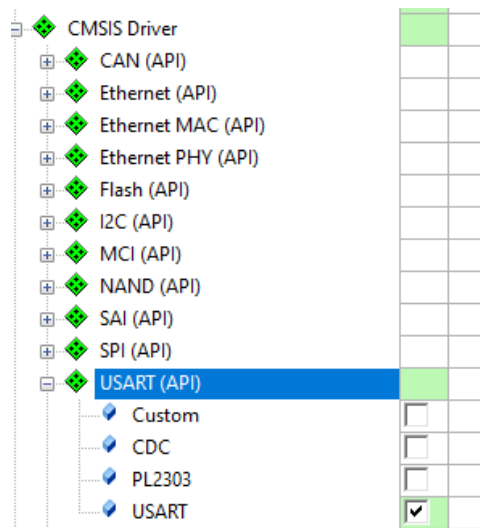 CMSIS Driver
CAN (API)
Ethernet (API)
Ethernet MAC (API)
Ethernet PHY (API)
Flash (API)
I2C (API)
MCI (API)
NAND (API)
SAI (API)
SPI (API)
USART (API)
Custom
CDC
PL2303
USART